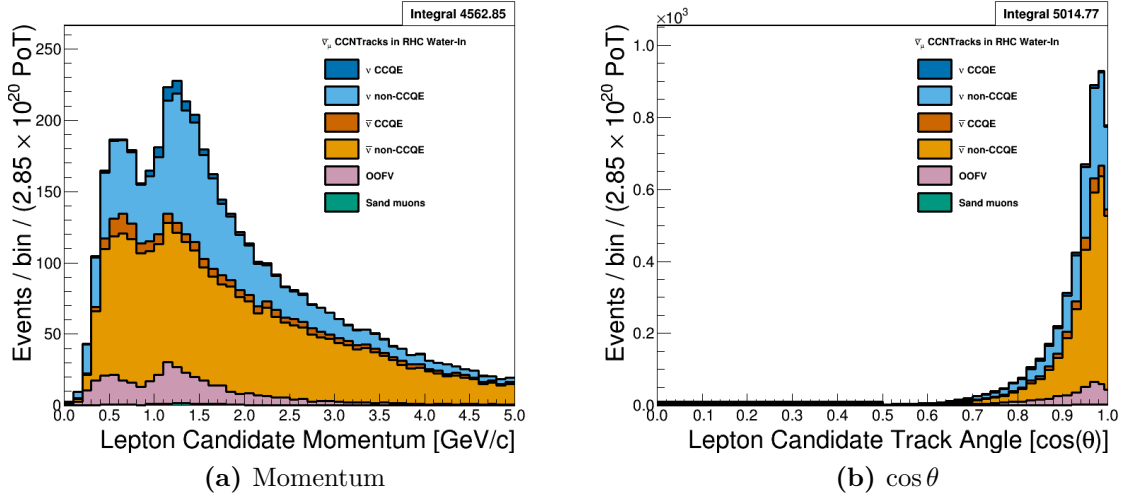 Integral 4562.85
ν̄μ CCNTracks in RHC Water-In
ν CCQE
ν non-CCQE
ν̄ CCQE
ν̄ non-CCQE
OOFV
Sand muons
Events / bin / (2.85 × 10^20 PoT)
250
200
150
100
50
0
0.0 0.5 1.0 1.5 2.0 2.5 3.0 3.5 4.0 4.5 5.0
Lepton Candidate Momentum [GeV/c]
(a) Momentum
×10^3
Integral 5014.77
ν̄μ CCNTracks in RHC Water-In
ν CCQE
ν non-CCQE
ν̄ CCQE
ν̄ non-CCQE
OOFV
Sand muons
Events / bin / (2.85 × 10^20 PoT)
1.0
0.8
0.6
0.4
0.2
0.0
0.0 0.1 0.2 0.3 0.4 0.5 0.6 0.7 0.8 0.9 1.0
Lepton Candidate Track Angle [cos(θ)]
(b) cos θ